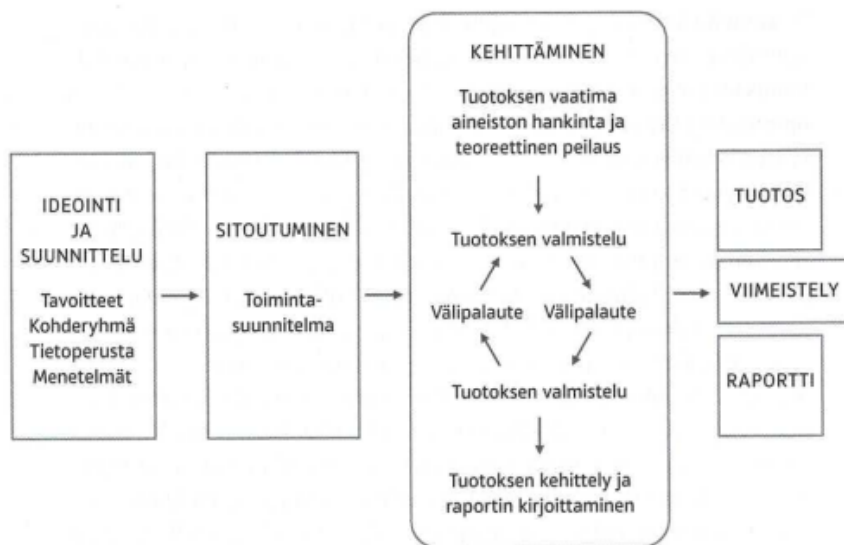 IDEOINTI
JA
SUUNNITTELU
Tavoitteet
Kohderyhmä
Tietoperusta
Menetelmät
SITOUTUMINEN
Toiminta-
suunnitelma
KEHITTÄMINEN
Tuotoksen vaatima
aineiston hankinta ja
teoreettinen peilaus
Tuotoksen valmistelu
Välipalaute
Välipalaute
Tuotoksen valmistelu
Tuotoksen kehittely ja
raportin kirjoittaminen
TUOTOS
VIIMEISTELY
RAPORTTI